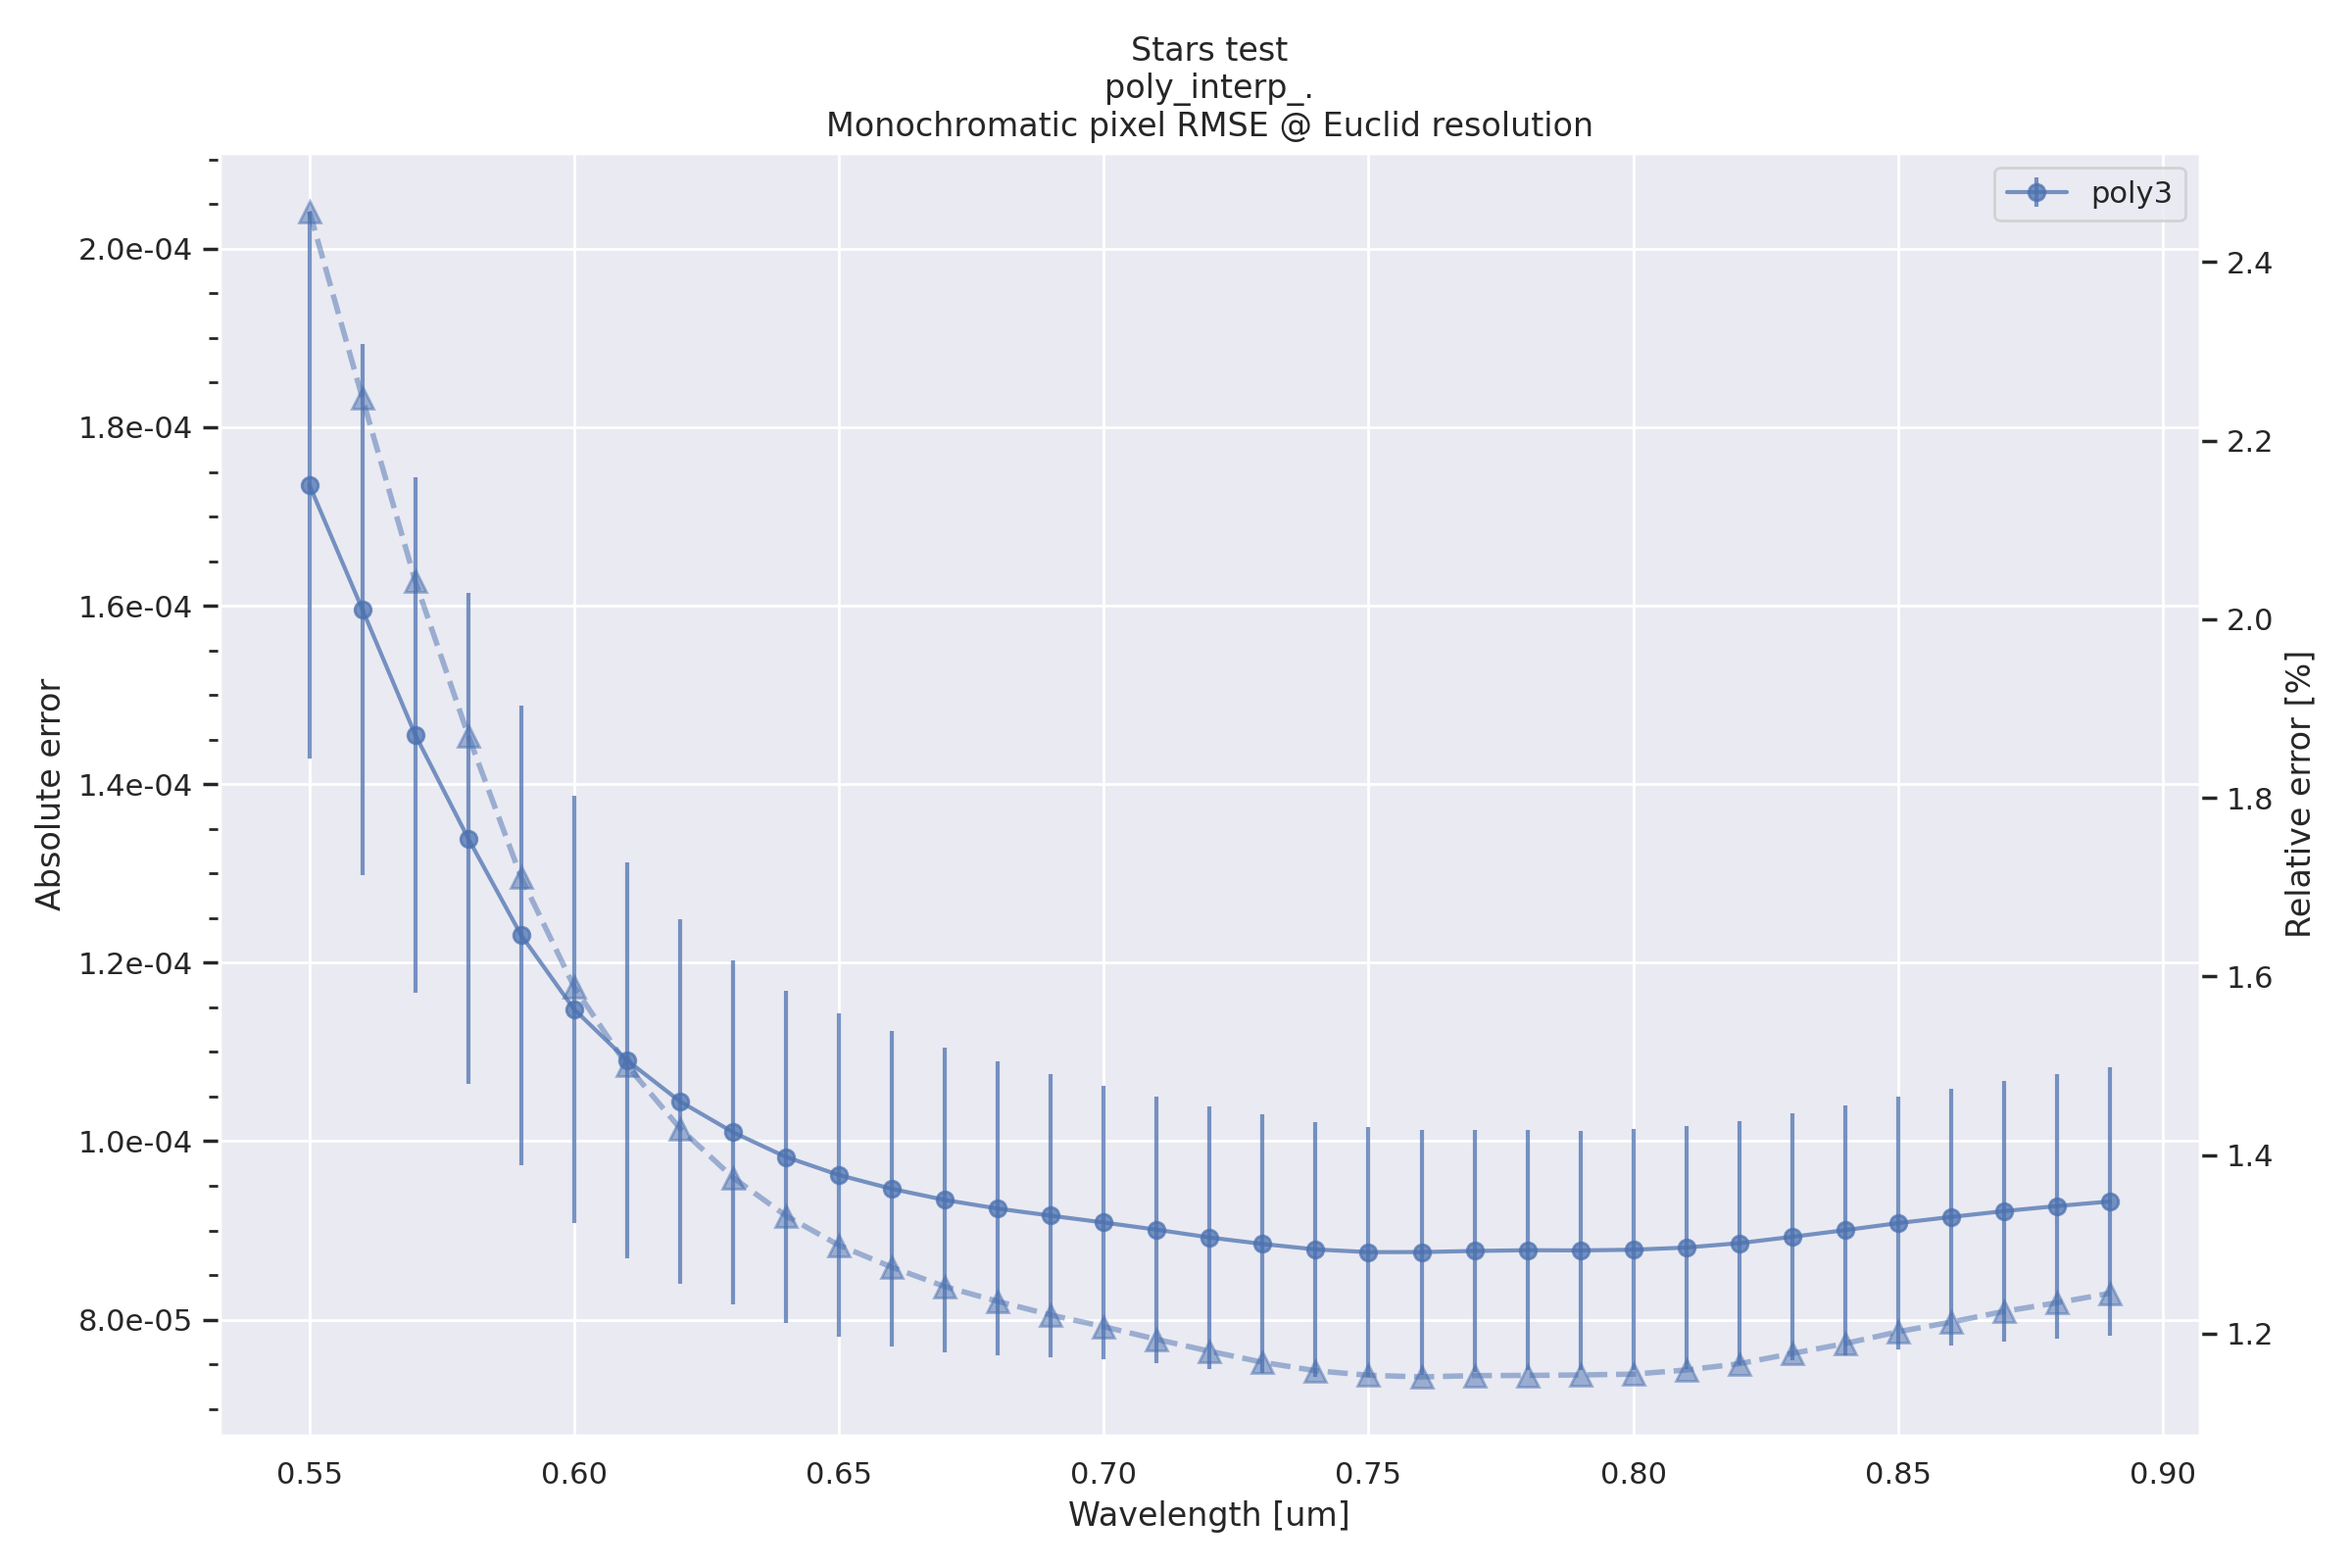 Stars test
poly_interp_.
Monochromatic pixel RMSE @ Euclid resolution
poly3
2.0e-04
1.8e-04
1.6e-04
1.4e-04
1.2e-04
1.0e-04
8.0e-05
Absolute error
2.4
2.2
2.0
1.8
1.6
1.4
1.2
Relative error [%]
0.55 0.60 0.65 0.70 0.75 0.80 0.85 0.90
Wavelength [um]